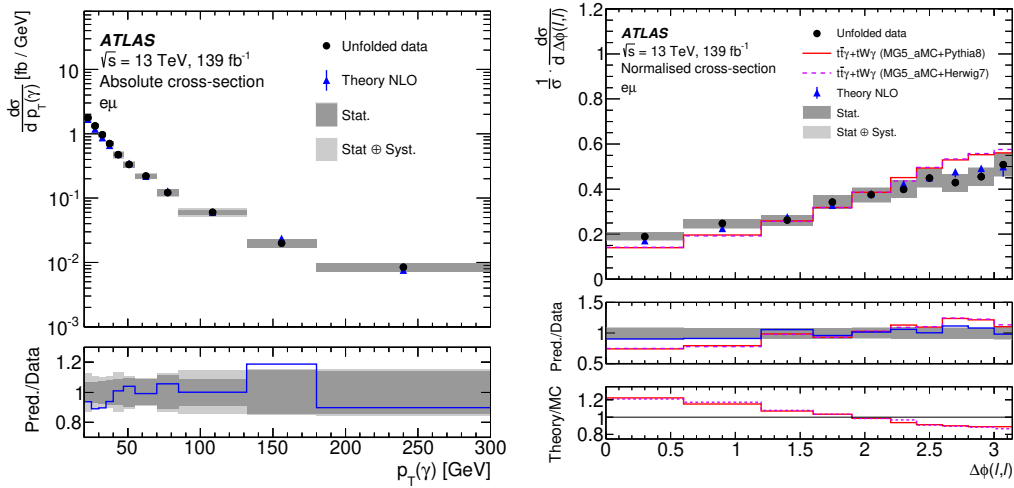 ATLAS
√s = 13 TeV, 139 fb⁻¹
Absolute cross-section
eμ
Unfolded data
Theory NLO
Stat.
Stat ⊕ Syst.
dσ / d p_T(γ) [fb / GeV]
10
1
10⁻¹
10⁻²
10⁻³
Pred./Data
1.2
1
0.8
50 100 150 200 250 300
p_T(γ) [GeV]
ATLAS
√s = 13 TeV, 139 fb⁻¹
Normalised cross-section
eμ
Unfolded data
tt̄γ+tWγ (MG5_aMC+Pythia8)
tt̄γ+tWγ (MG5_aMC+Herwig7)
Theory NLO
Stat.
Stat ⊕ Syst.
1/σ · dσ / d Δϕ(l,l)
1.2
1
0.8
0.6
0.4
0.2
0
Pred./Data
1.5
1.0
0.5
Theory/MC
1.2
1
0.8
0 0.5 1 1.5 2 2.5 3
Δϕ(l,l)